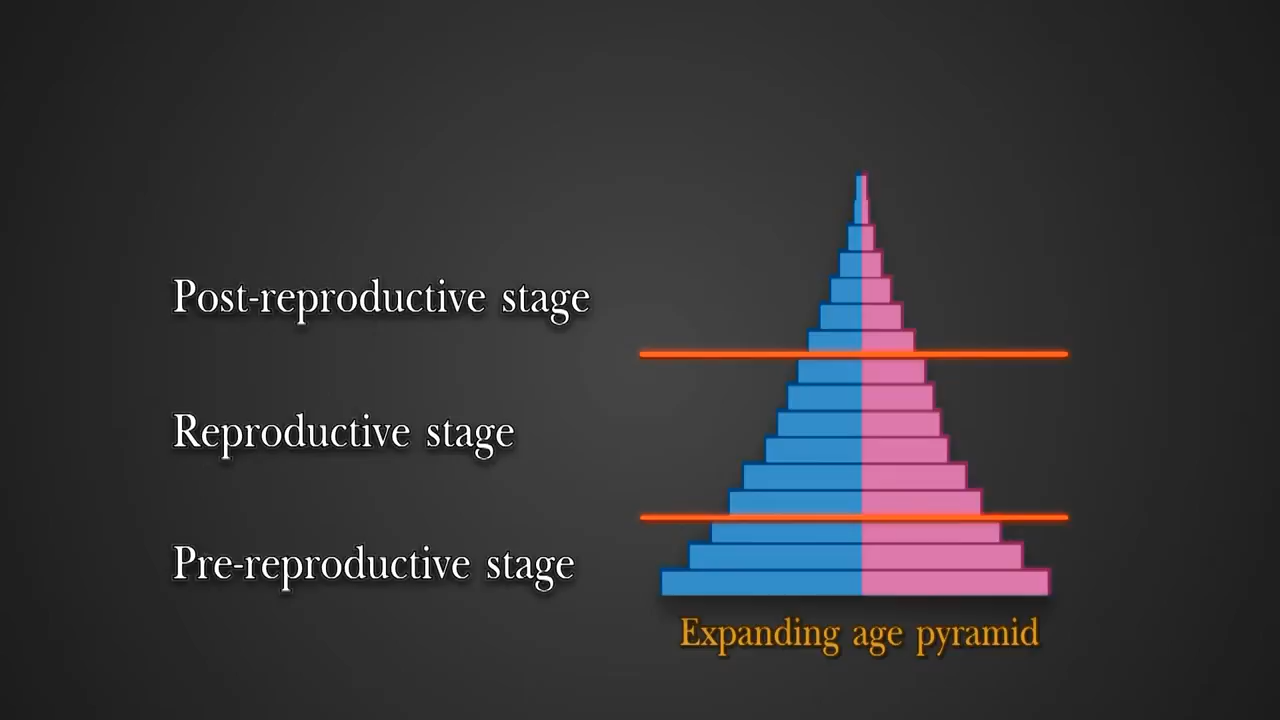 Post-reproductive stage
Reproductive stage
Pre-reproductive stage
Expanding age pyramid